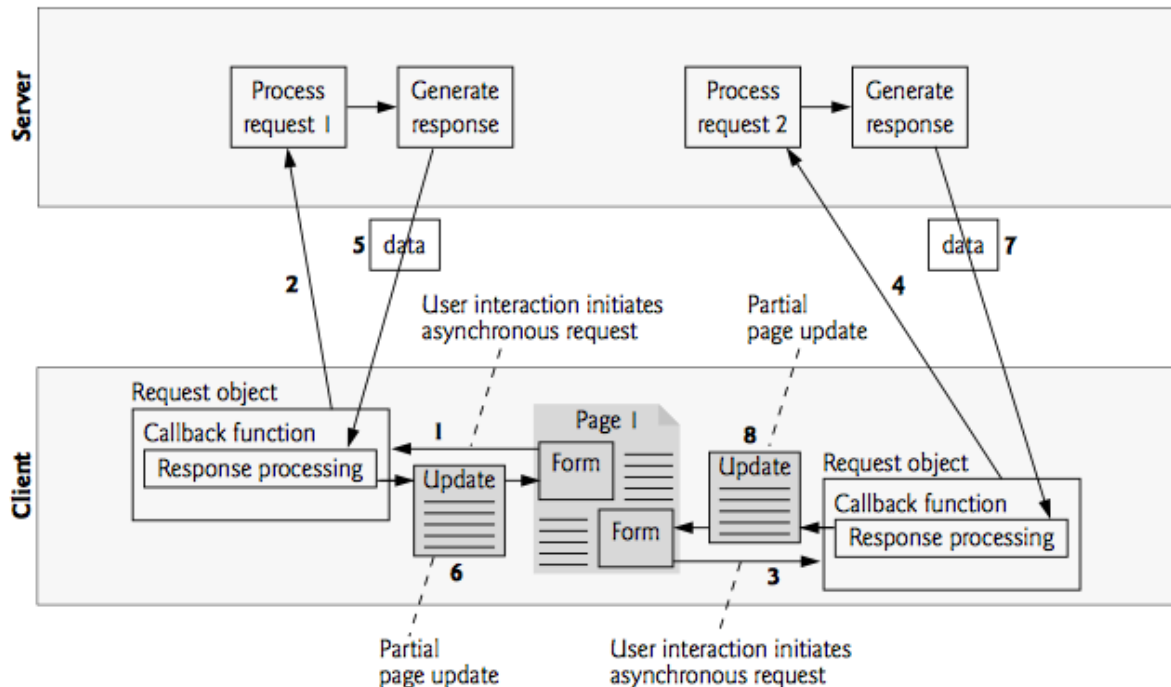 Server
Process
request 1
Generate
response
Process
request 2
Generate
response
5
data
data
7
2
4
User interaction initiates
asynchronous request
Partial
page update
Client
Request object
Callback function
Response processing
1
Update
6
Page 1
Form
Form
8
Update
3
Request object
Callback function
Response processing
Partial
page update
User interaction initiates
asynchronous request